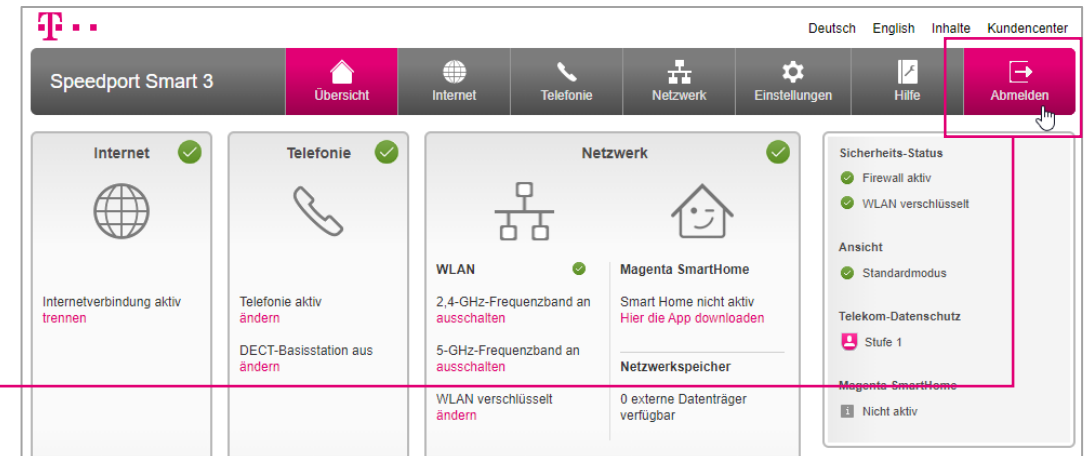 T
Deutsch English Inhalte Kundencenter
Speedport Smart 3
Übersicht
Internet
Telefonie
Netzwerk
Einstellungen
Hilfe
Abmelden
Internet
Internetverbindung aktiv
trennen
Telefonie
Telefonie aktiv
ändern
DECT-Basisstation aus
ändern
Netzwerk
WLAN
2,4-GHz-Frequenzband an
ausschalten
5-GHz-Frequenzband an
ausschalten
WLAN verschlüsselt
ändern
Magenta SmartHome
Smart Home nicht aktiv
Hier die App downloaden
Netzwerkspeicher
0 externe Datenträger
verfügbar
Sicherheits-Status
Firewall aktiv
WLAN verschlüsselt
Ansicht
Standardmodus
Telekom-Datenschutz
Stufe 1
Magenta SmartHome
Nicht aktiv